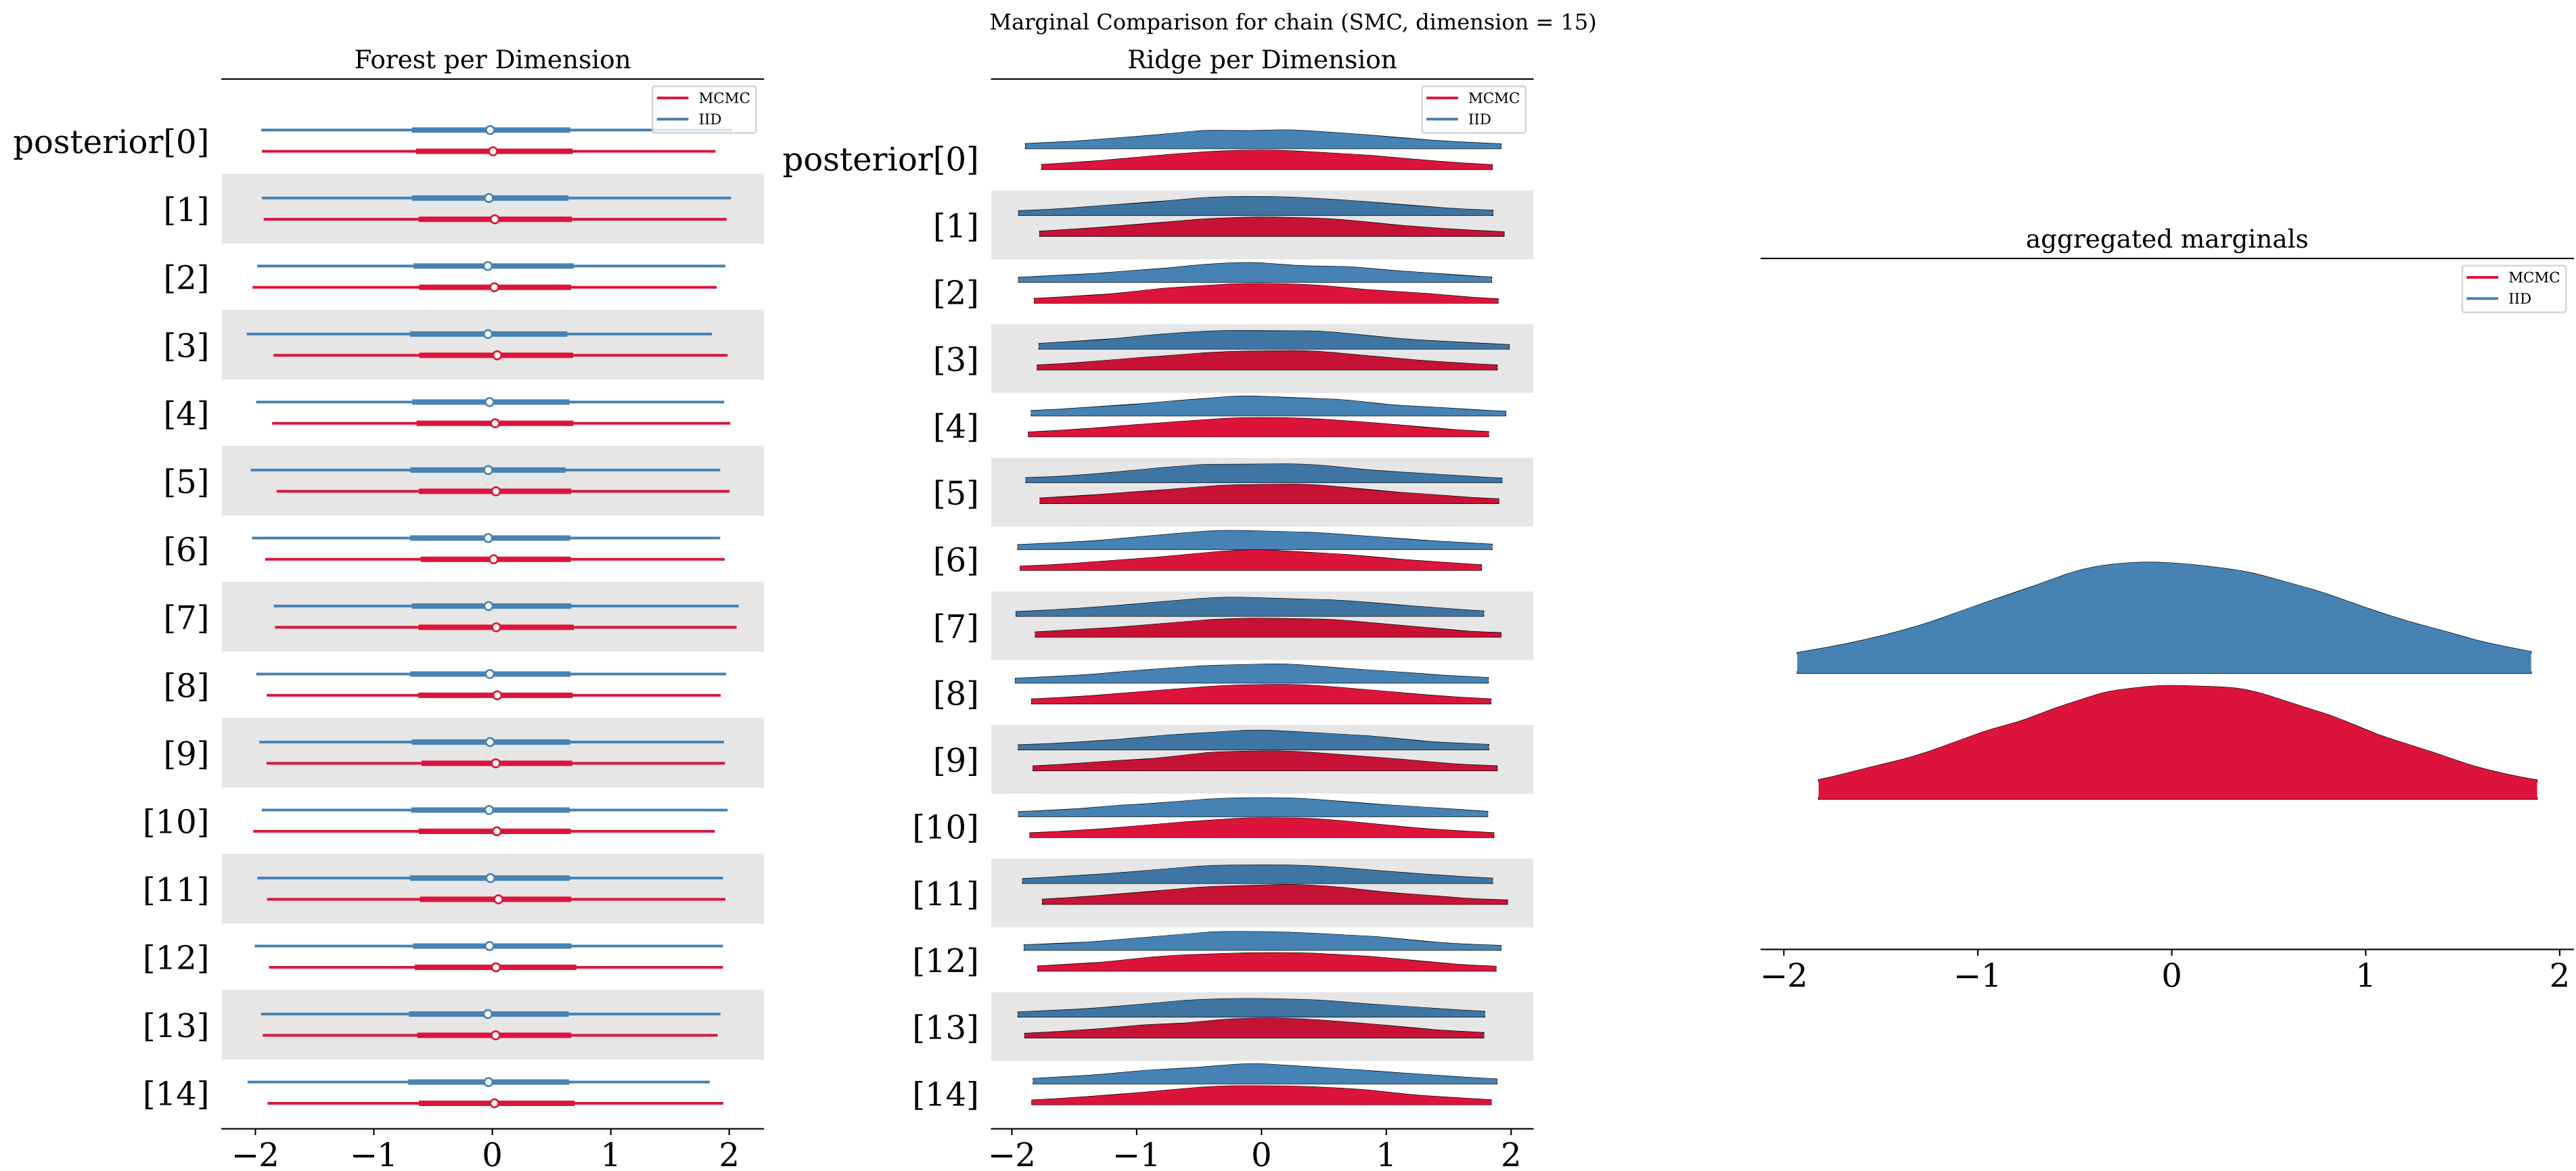 Marginal Comparison for chain (SMC, dimension = 15)
Forest per Dimension
MCMC
IID
posterior[0]
[1]
[2]
[3]
[4]
[5]
[6]
[7]
[8]
[9]
[10]
[11]
[12]
[13]
[14]
−2 −1 0 1 2
Ridge per Dimension
MCMC
IID
posterior[0]
[1]
[2]
[3]
[4]
[5]
[6]
[7]
[8]
[9]
[10]
[11]
[12]
[13]
[14]
−2 −1 0 1 2
aggregated marginals
MCMC
IID
−2 −1 0 1 2